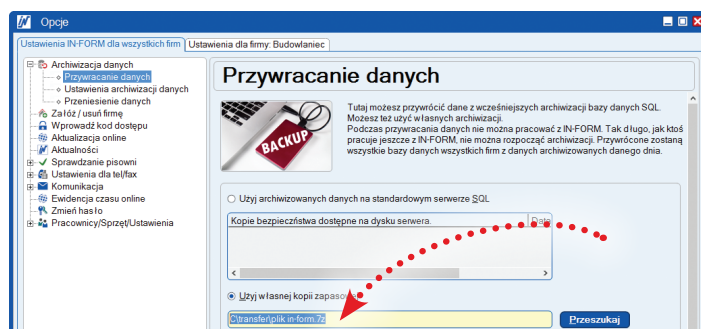 Opcje
Ustawienia IN-FORM dla wszystkich firm
Ustawienia dla firmy: Budowlaniec
Archiwizacja danych
Przywracanie danych
Ustawienia archiwizacji danych
Przeniesienie danych
Załóż / usuń firmę
Wprowadź kod dostępu
Aktualizacja online
Aktualności
Sprawdzanie pisowni
Ustawienia dla tel/fax
Komunikacja
Ewidencja czasu online
Zmień hasło
Pracownicy/Sprzęt/Ustawienia
Przywracanie danych
BACKUP
Tutaj możesz przywrócić dane z wcześniejszych archiwizacji bazy danych SQL.
Możesz też użyć własnych archiwizacji.
Podczas przywracania danych nie można pracować z IN-FORM. Tak długo, jak ktoś
pracuje jeszcze z IN-FORM, nie można rozpocząć archiwizacji. Przywrócone zostaną
wszystkie bazy danych wszystkich firm z danych archiwizowanych danego dnia.
Użyj archiwizowanych danych na standardowym serwerze SQL
Kopie bezpieczństwa dostępne na dysku serwera.
Data
Użyj własnej kopii zapasowej
C\transfer\plik in-form.7z
Przeszukaj